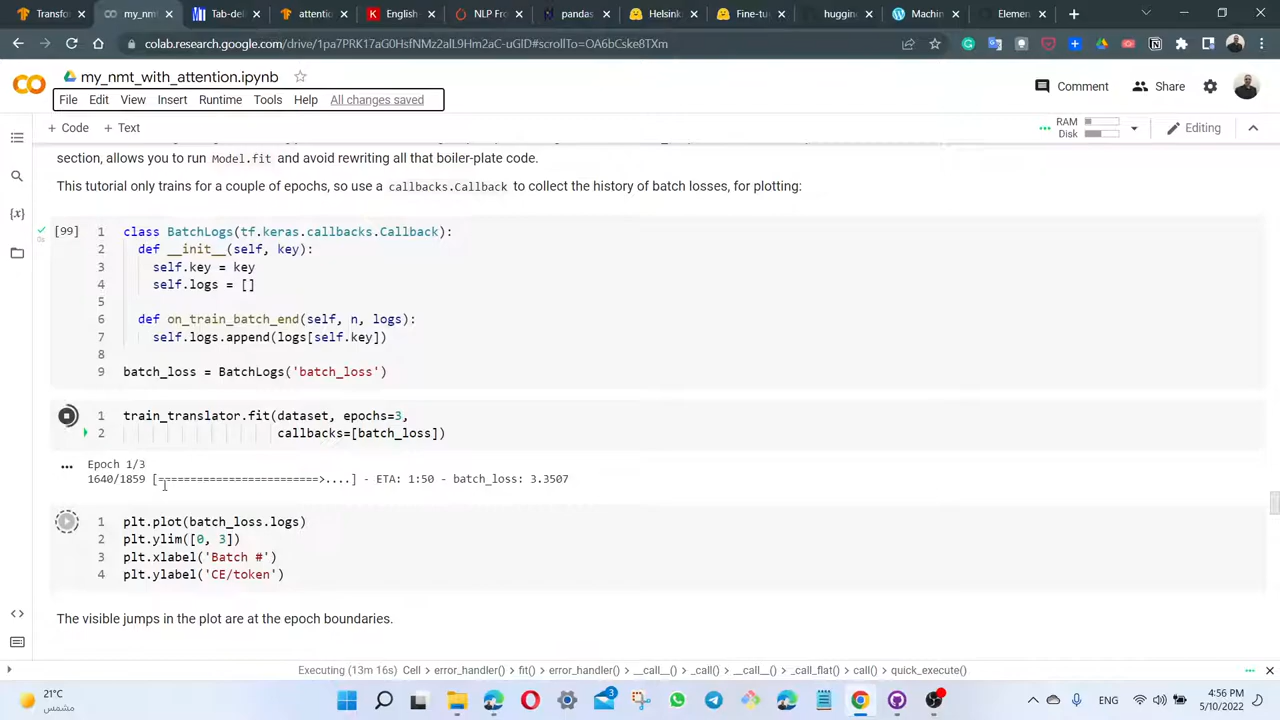 Transfo
my_nmt
Tab-deli
attentio
English
NLP Fro
pandas
Helsink
Fine-tu
huggin
Machin
Elemen
colab.research.google.com/drive/1pa7PRK17aG0HsfNMz2aIL9Hm2aC-uGID#scrollTo=OA6bCske8TXm
my_nmt_with_attention.ipynb
Comment
Share
File Edit View Insert Runtime Tools Help All changes saved
+ Code + Text
RAM
Disk
Editing
section, allows you to run Model.fit and avoid rewriting all that boiler-plate code.
This tutorial only trains for a couple of epochs, so use a callbacks.Callback to collect the history of batch losses, for plotting:
[99]
0s
1 class BatchLogs(tf.keras.callbacks.Callback):
2 def __init__(self, key):
3 self.key = key
4 self.logs = []
5
6 def on_train_batch_end(self, n, logs):
7 self.logs.append(logs[self.key])
8
9 batch_loss = BatchLogs('batch_loss')
1 train_translator.fit(dataset, epochs=3,
2 callbacks=[batch_loss])
Epoch 1/3
1640/1859 [=========================>....] - ETA: 1:50 - batch_loss: 3.3507
1 plt.plot(batch_loss.logs)
2 plt.ylim([0, 3])
3 plt.xlabel('Batch #')
4 plt.ylabel('CE/token')
The visible jumps in the plot are at the epoch boundaries.
Executing (13m 16s) Cell > error_handler() > fit() > error_handler() > __call__() > _call() > __call__() > _call_flat() > call() > quick_execute()
21°C
مشمس
3
ENG
4:56 PM
5/10/2022